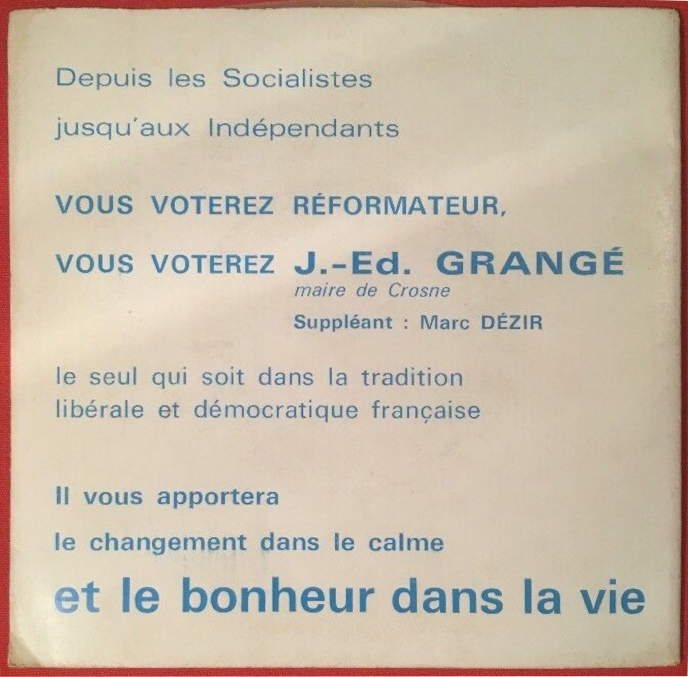 Depuis les Socialistes
jusqu'aux Indépendants
VOUS VOTEREZ RÉFORMATEUR,
VOUS VOTEREZ J.-Ed. GRANGÉ
maire de Crosne
Suppléant : Marc DÉZIR
le seul qui soit dans la tradition
libérale et démocratique française
Il vous apportera
le changement dans le calme
et le bonheur dans la vie